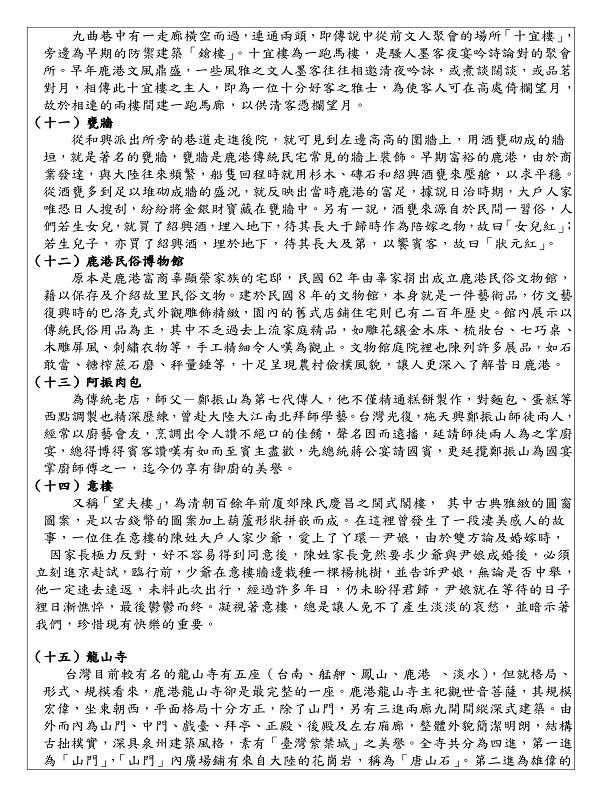 九曲巷中有一走廊橫空而過，連通兩頭，即傳說中從前文人聚會的場所「十宜樓」，
旁邊為早期的防禦建築「銃樓」。十宜樓為一跑馬樓，是騷人墨客夜宴吟詩論對的聚會
所。早年鹿港文風鼎盛，一些風雅之文人墨客往往相邀清夜吟詠，或煮談闊談，或品茗
對月，相傳此十宜樓之主人，即為一位十分好客之雅士，為使客人可在高處倚欄望月，
故於相連的兩樓間建一跑馬廊，以供清客憑欄望月。
（十一）甕牆
從和興派出所旁的巷道走進後院，就可見到左邊高高的圍牆上，用酒甕砌成的牆
垣，就是著名的甕牆，甕牆是鹿港傳統民宅常見的牆上裝飾。早期富裕的鹿港，由於商
業發達，與大陸往來頻繁，船隻回程時就用杉木、磚石和紹興酒甕來壓艙，以求平穩。
從酒甕多到足以堆砌成牆的盛況，就反映出當時鹿港的富足，據說日治時期，大戶人家
唯恐日人搜刮，紛紛將金銀財寶藏在甕牆中。另有一說，酒甕來源自於民間一習俗，人
們若生女兒，就買了紹興酒，埋入地下，待其長大于歸時作為陪嫁之物，故曰「女兒紅」；
若生兒子，亦買了紹興酒，埋於地下，待其長大及第，以饗賓客，故曰「狀元紅」。
（十二）鹿港民俗博物館
原本是鹿港富商辜顯榮家族的宅邸，民國 62 年由辜家捐出成立鹿港民俗文物館，
藉以保存及介紹故里民俗文物。建於民國 8 年的文物館，本身就是一件藝術品，仿文藝
復興時的巴洛克式外觀雕飾精緻，園內的舊式店鋪住宅則已有二百年歷史。館內展示以
傳統民俗用品為主，其中不乏過去上流家庭精品，如雕花鑲金木床、梳妝台、七巧桌、
木雕屏風、刺繡衣物等，手工精細令人嘆為觀止。文物館庭院裡也陳列許多展品，如石
敢當、糖榨蔗石磨、秤量錘等，十足呈現農村儉樸風貌，讓人更深入了解昔日鹿港。
（十三）阿振肉包
為傳統老店，師父－鄭振山為第七代傳人，他不僅精通糕餅製作，對麵包、蛋糕等
西點調製也精深歷練，曾赴大陸大江南北拜師學藝。台灣光復，施天興鄭振山師徒兩人，
經常以廚藝會友，烹調出令人讚不絕口的佳餚，聲名因而遠播，延請師徒兩人為之掌廚
宴，總得博得賓客讚嘆有如而至賓主盡歡，先總統蔣公宴請國賓，更延攬鄭振山為國宴
掌廚師傅之一，迄今仍享有御廚的美譽。
（十四）意樓
又稱「望夫樓」，為清朝百餘年前廈郊陳氏慶昌之閩式閣樓， 其中古典雅緻的圓窗
圖案，是以古錢幣的圖案加上葫蘆形狀拼嵌而成。在這裡曾發生了一段淒美感人的故
事，一位住在意樓的陳姓大戶人家少爺，愛上了丫環－尹娘，由於雙方論及婚嫁時，
因家長極力反對，好不容易得到同意後，陳姓家長竟然要求少爺與尹娘成婚後，必須
立刻進京赴試，臨行前，少爺在意樓牆邊栽種一棵楊桃樹，並告訴尹娘，無論是否中舉，
他一定速去速返，未料此次出行，經過許多年日，仍未盼得君歸，尹娘就在等待的日子
裡日漸憔悴，最後鬱鬱而終。凝視著意樓，總是讓人免不了產生淡淡的哀愁，並暗示著
我們，珍惜現有快樂的重要。
（十五）龍山寺
台灣目前較有名的龍山寺有五座（台南、艋舺、鳳山、鹿港 、淡水），但就格局、
形式、規模看來，鹿港龍山寺卻是最完整的一座。鹿港龍山寺主祀觀世音菩薩，其規模
宏偉，坐東朝西，平面格局十分方正，除了山門，另有三進兩廊九開間縱深式建築。由
外而內為山門、中門、戲臺、拜亭、正殿、後殿及左右廂廊，整體外貌簡潔明朗，結構
古拙樸實，深具泉州建築風格，素有「臺灣紫禁城」之美譽。全寺共分為四進，第一進
為「山門」，「山門」內廣場鋪有來自大陸的花崗岩，稱為「唐山石」。第二進為雄偉的